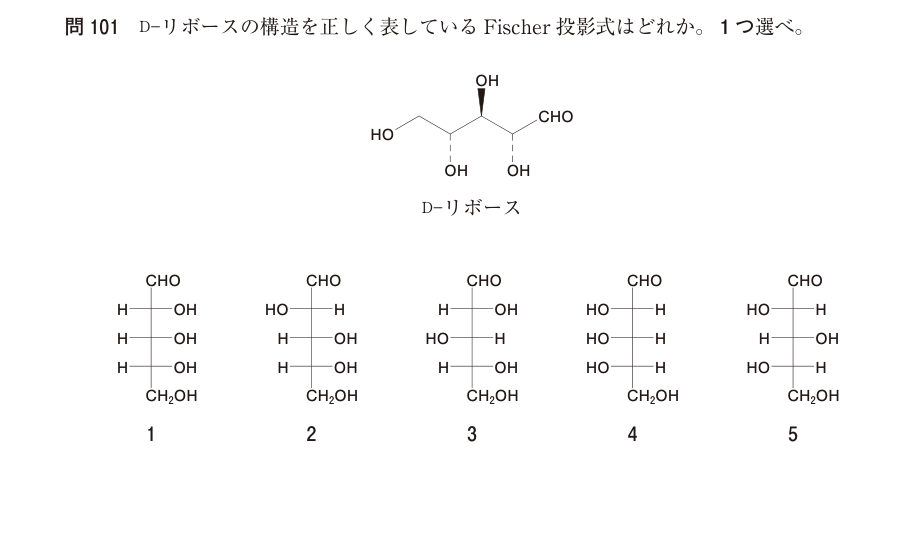 問101 D-リボースの構造を正しく表している Fischer 投影式はどれか。1つ選べ。
OH
CHO
HO
OH OH
D-リボース
CHO CHO CHO CHO CHO
H OH HO H H OH HO H HO H
H OH H OH HO H HO H H OH
H OH H OH H OH HO H HO H
CH₂OH CH₂OH CH₂OH CH₂OH CH₂OH
1 2 3 4 5